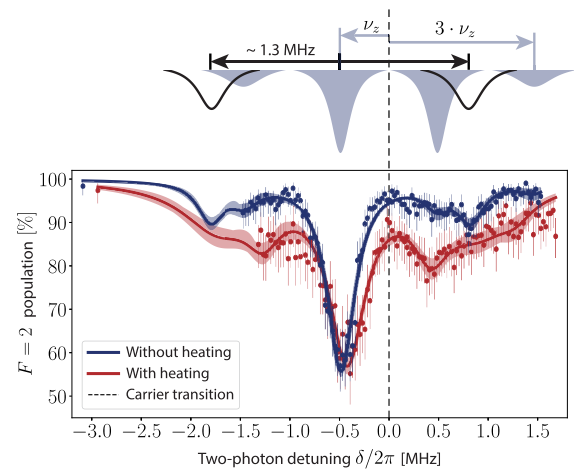 ν_z
3 · ν_z
~ 1.3 MHz
100
90
80
70
60
50
F = 2 population [%]
Without heating
With heating
Carrier transition
−3.0 −2.5 −2.0 −1.5 −1.0 −0.5 0.0 0.5 1.0 1.5
Two-photon detuning δ/2π [MHz]